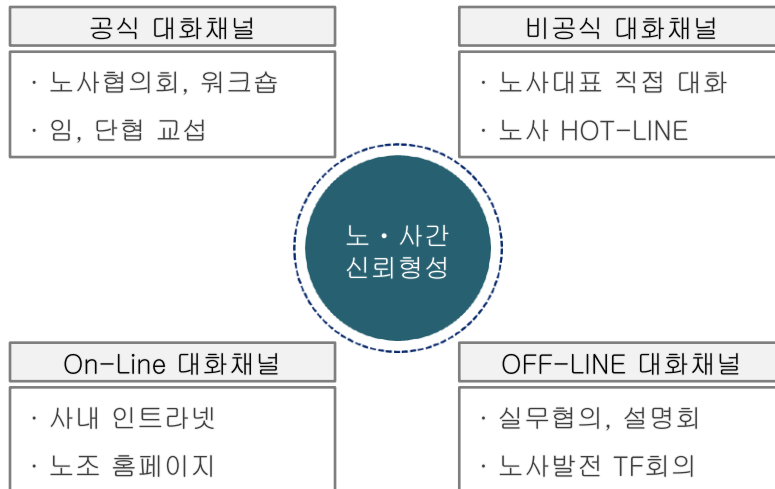 공식 대화채널
· 노사협의회, 워크숍
· 임, 단협 교섭
비공식 대화채널
· 노사대표 직접 대화
· 노사 HOT-LINE
노 · 사간
신뢰형성
On-Line 대화채널
· 사내 인트라넷
· 노조 홈페이지
OFF-LINE 대화채널
· 실무협의, 설명회
· 노사발전 TF회의